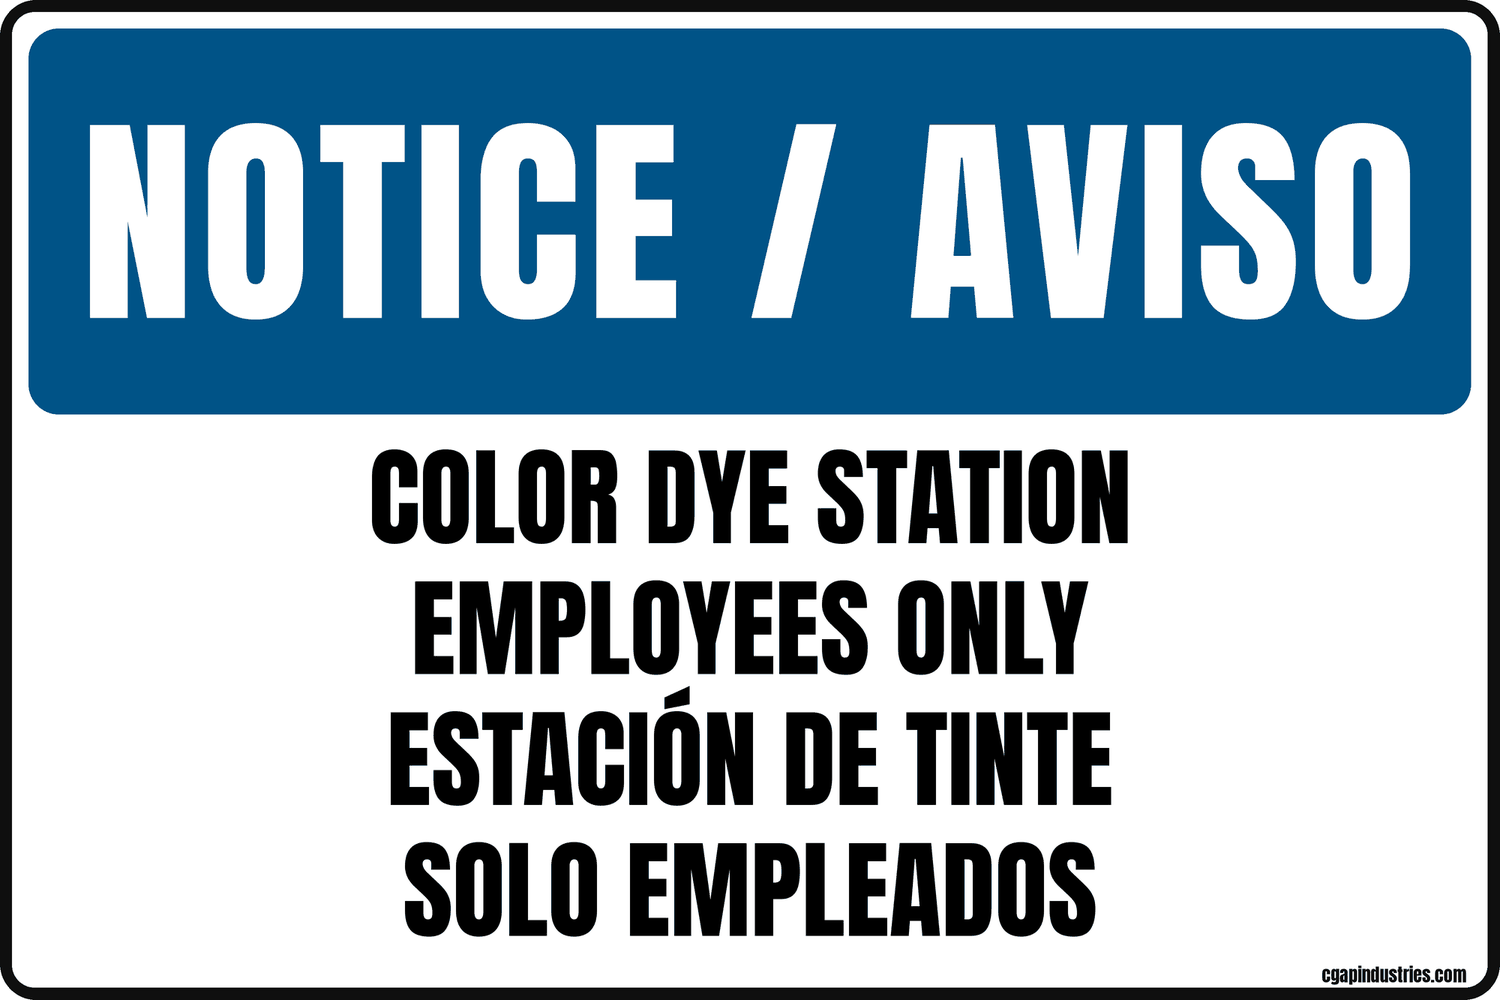 NOTICE / AVISO
COLOR DYE STATION
EMPLOYEES ONLY
ESTACIÓN DE TINTE
SOLO EMPLEADOS
cgapindustries.com